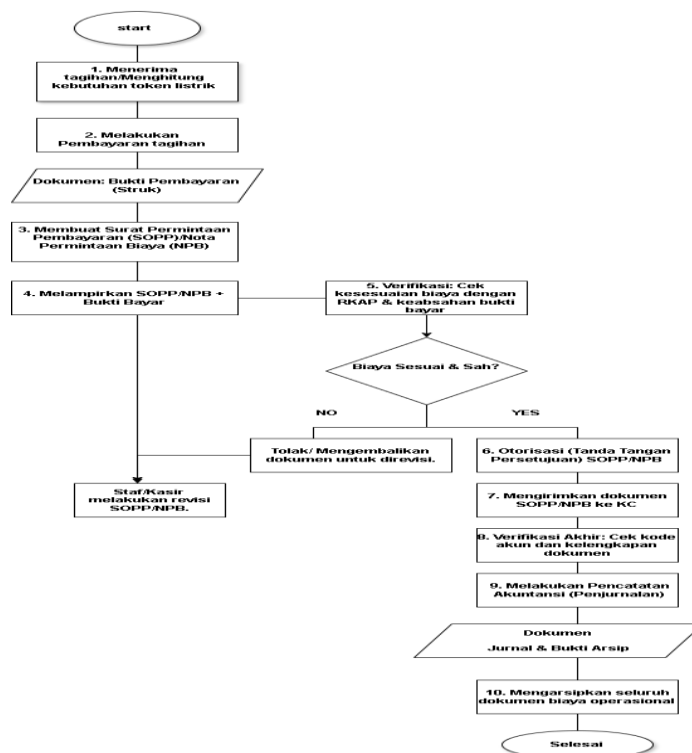 start
1. Menerima
tagihan/Menghitung
kebutuhan token listrik
2. Melakukan
Pembayaran tagihan
Dokumen: Bukti Pembayaran
(Struk)
3. Membuat Surat Permintaan
Pembayaran (SOPP)/Nota
Permintaan Biaya (NPB)
4. Melampirkan SOPP/NPB +
Bukti Bayar
5. Verifikasi: Cek
kesesuaian biaya dengan
RKAP & keabsahan bukti
bayar
Biaya Sesuai & Sah?
NO
YES
Tolak/ Mengembalikan
dokumen untuk direvisi.
6. Otorisasi (Tanda Tangan
Persetujuan) SOPP/NPB
Staf/Kasir
melakukan revisi
SOPP/NPB.
7. Mengirimkan dokumen
SOPP/NPB ke KC
8. Verifikasi Akhir: Cek kode
akun dan kelengkapan
dokumen
9. Melakukan Pencatatan
Akuntansi (Penjurnalan)
Dokumen
Jurnal & Bukti Arsip
10. Mengarsipkan seluruh
dokumen biaya operasional
Selesai